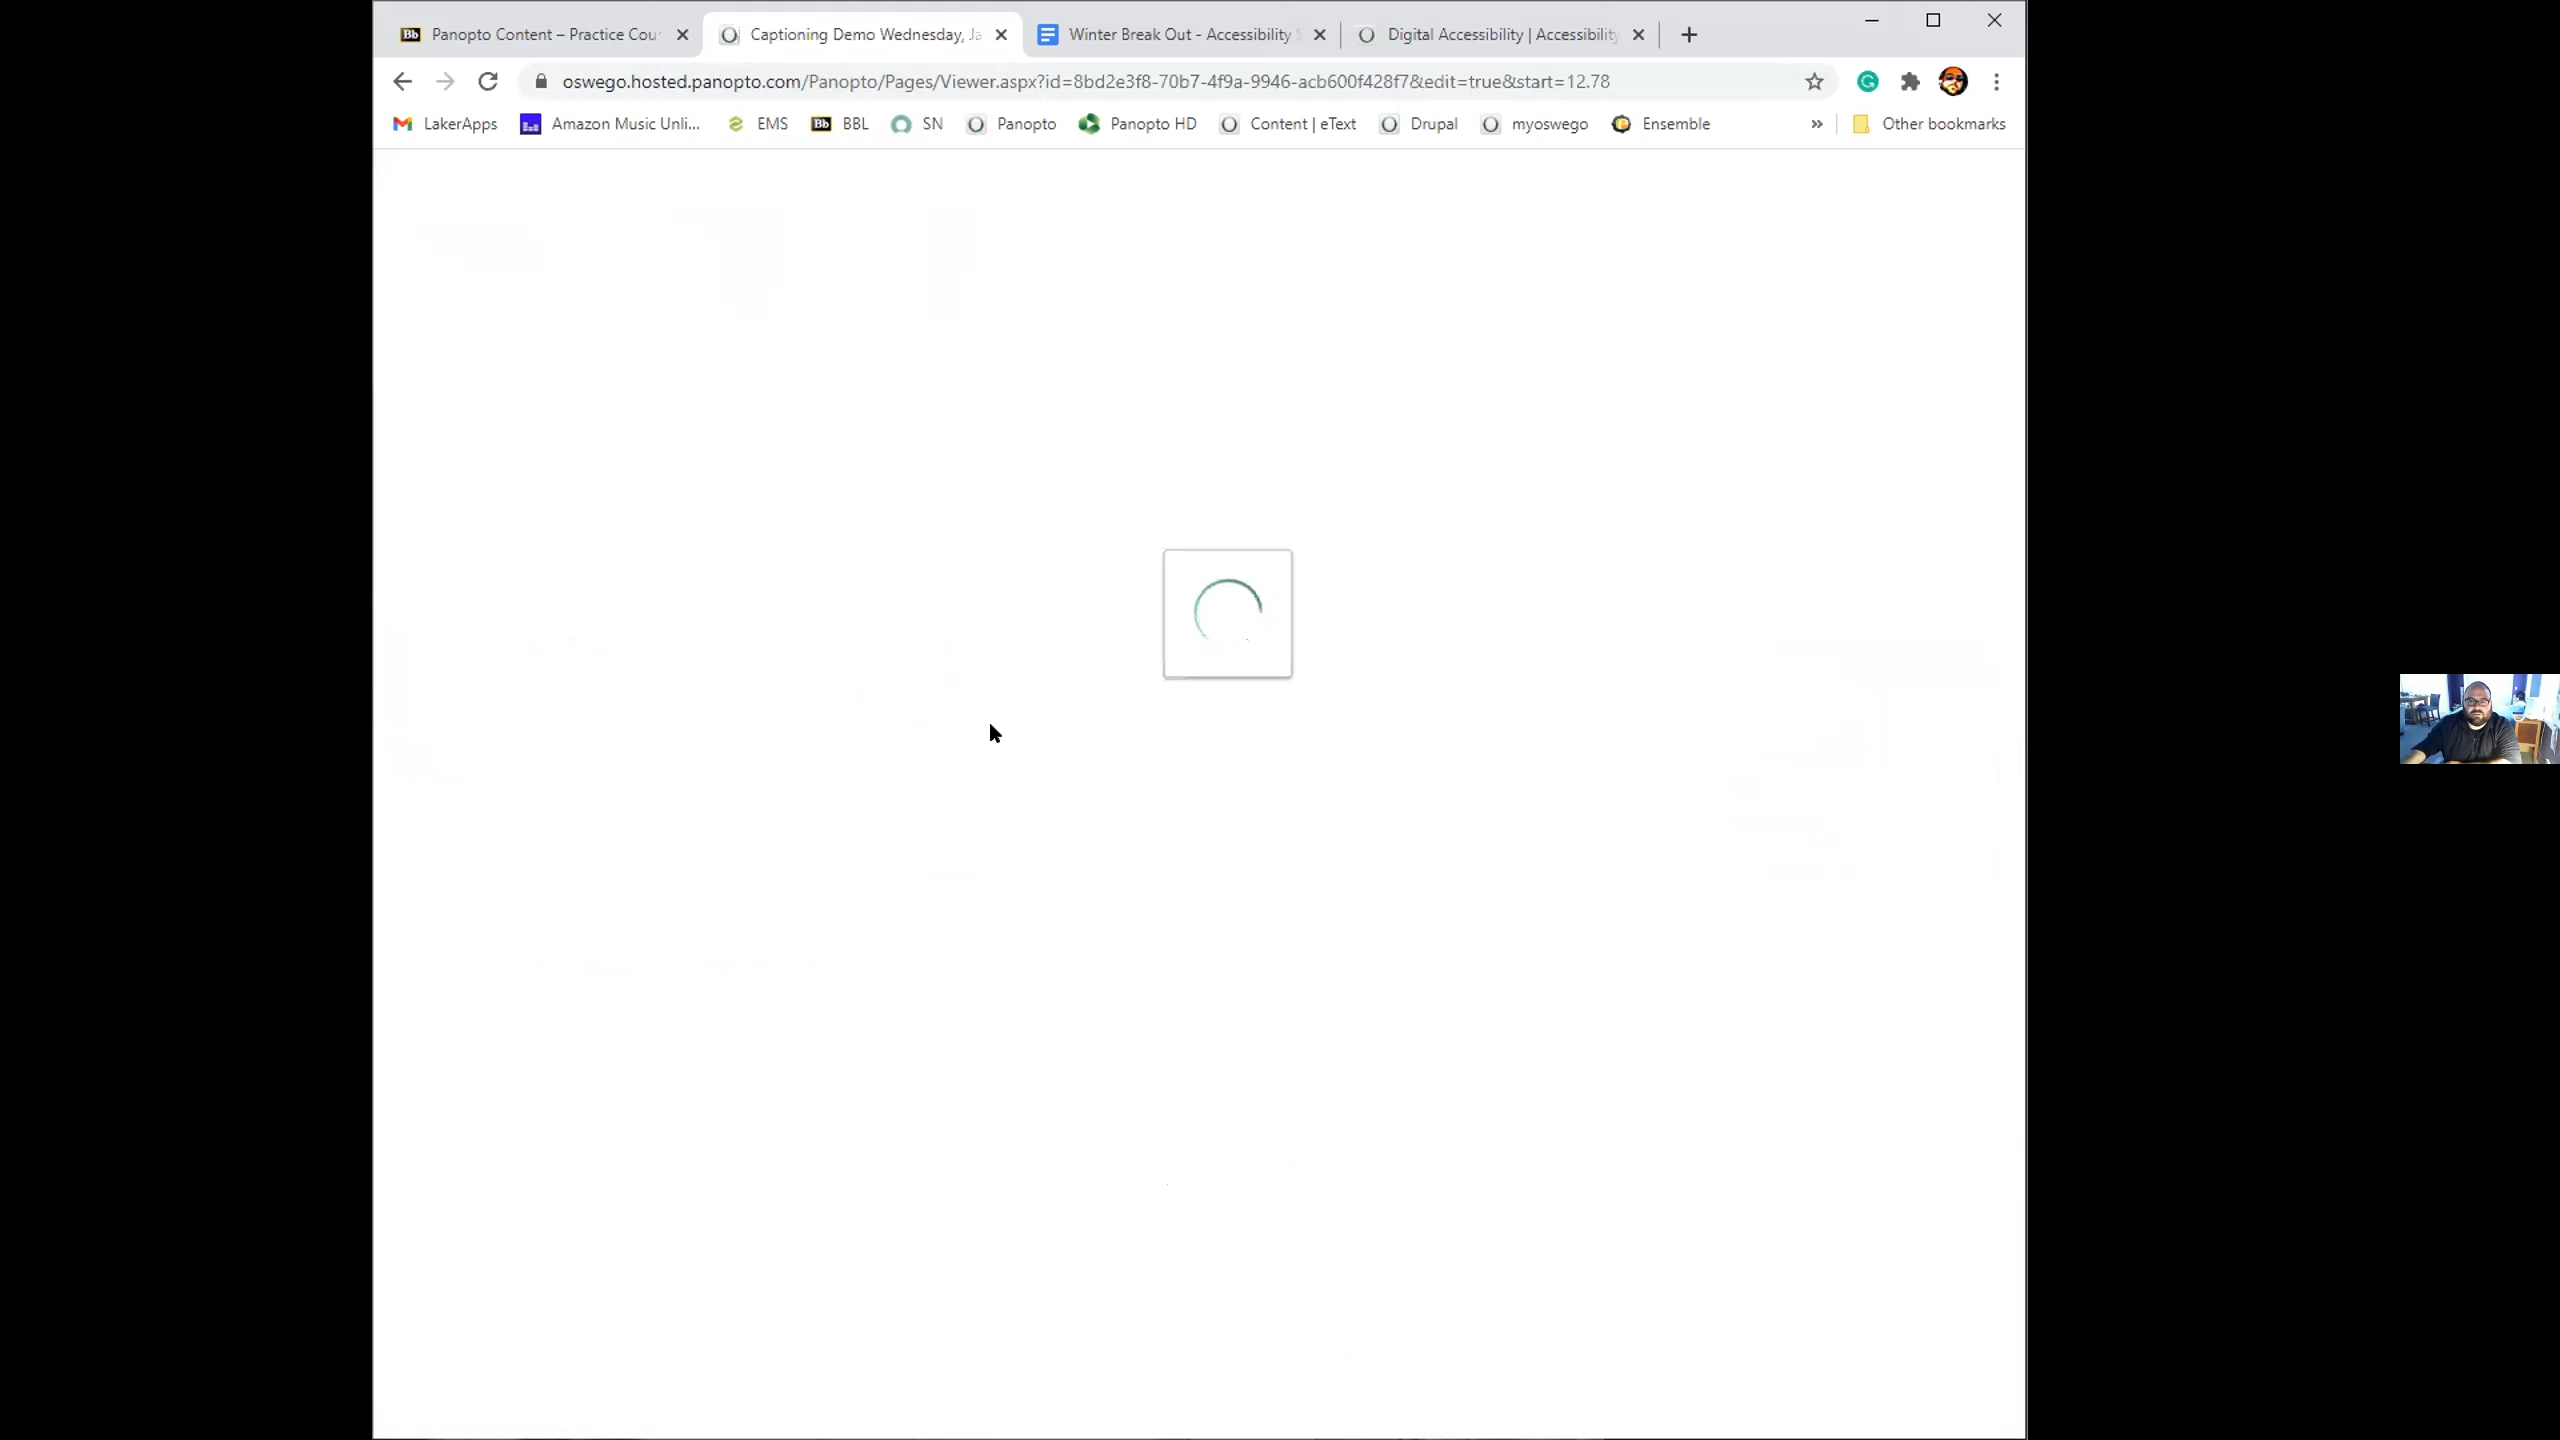 Bb Panopto Content – Practice Cou
Captioning Demo Wednesday, Ja
Winter Break Out - Accessibility S
Digital Accessibility | Accessibility
oswego.hosted.panopto.com/Panopto/Pages/Viewer.aspx?id=8bd2e3f8-70b7-4f9a-9946-acb600f428f7&edit=true&start=12.78
LakerApps Amazon Music Unli... EMS Bb BBL SN Panopto Panopto HD Content | eText Drupal myoswego Ensemble » Other bookmarks